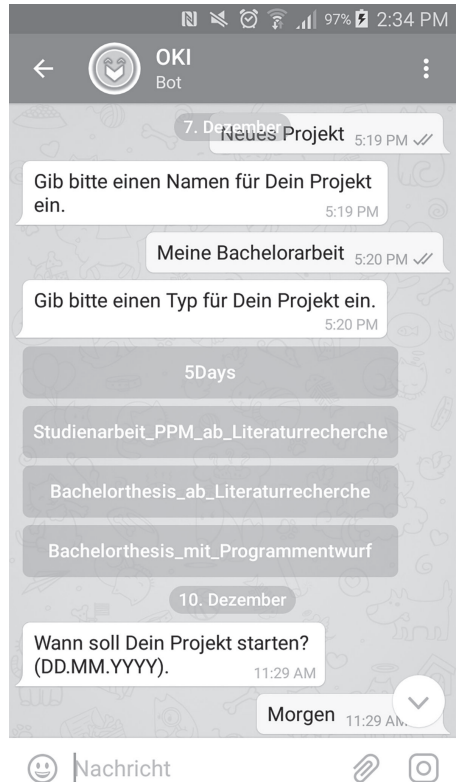 97% 2:34 PM
OKI
Bot
7. Dezember
Neues Projekt 5:19 PM
Gib bitte einen Namen für Dein Projekt
ein.
5:19 PM
Meine Bachelorarbeit 5:20 PM
Gib bitte einen Typ für Dein Projekt ein.
5:20 PM
5Days
Studienarbeit_PPM_ab_Literaturrecherche
Bachelorthesis_ab_Literaturrecherche
Bachelorthesis_mit_Programmentwurf
10. Dezember
Wann soll Dein Projekt starten?
(DD.MM.YYYY). 11:29 AM
Morgen 11:29 AM
Nachricht